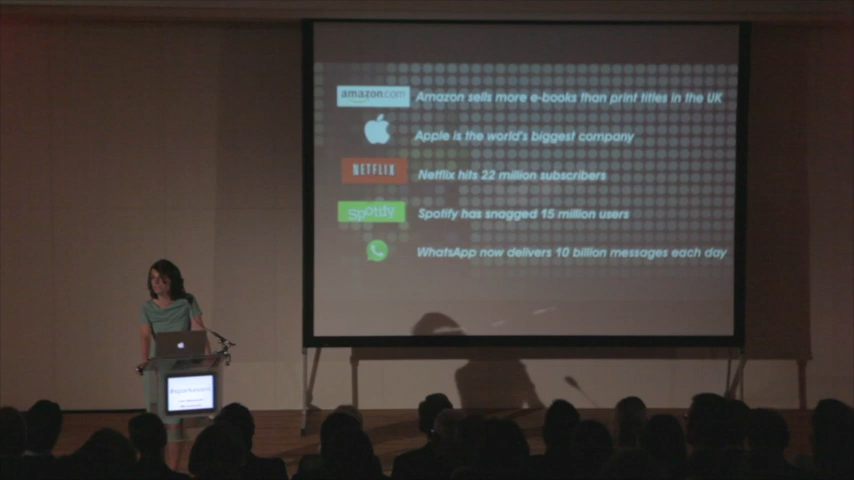 amazon.com
Amazon sells more e-books than print titles in the UK
Apple is the world's biggest company
NETFLIX
Netflix hits 22 million subscribers
Spotify
Spotify has snagged 15 million users
WhatsApp now delivers 10 billion messages each day